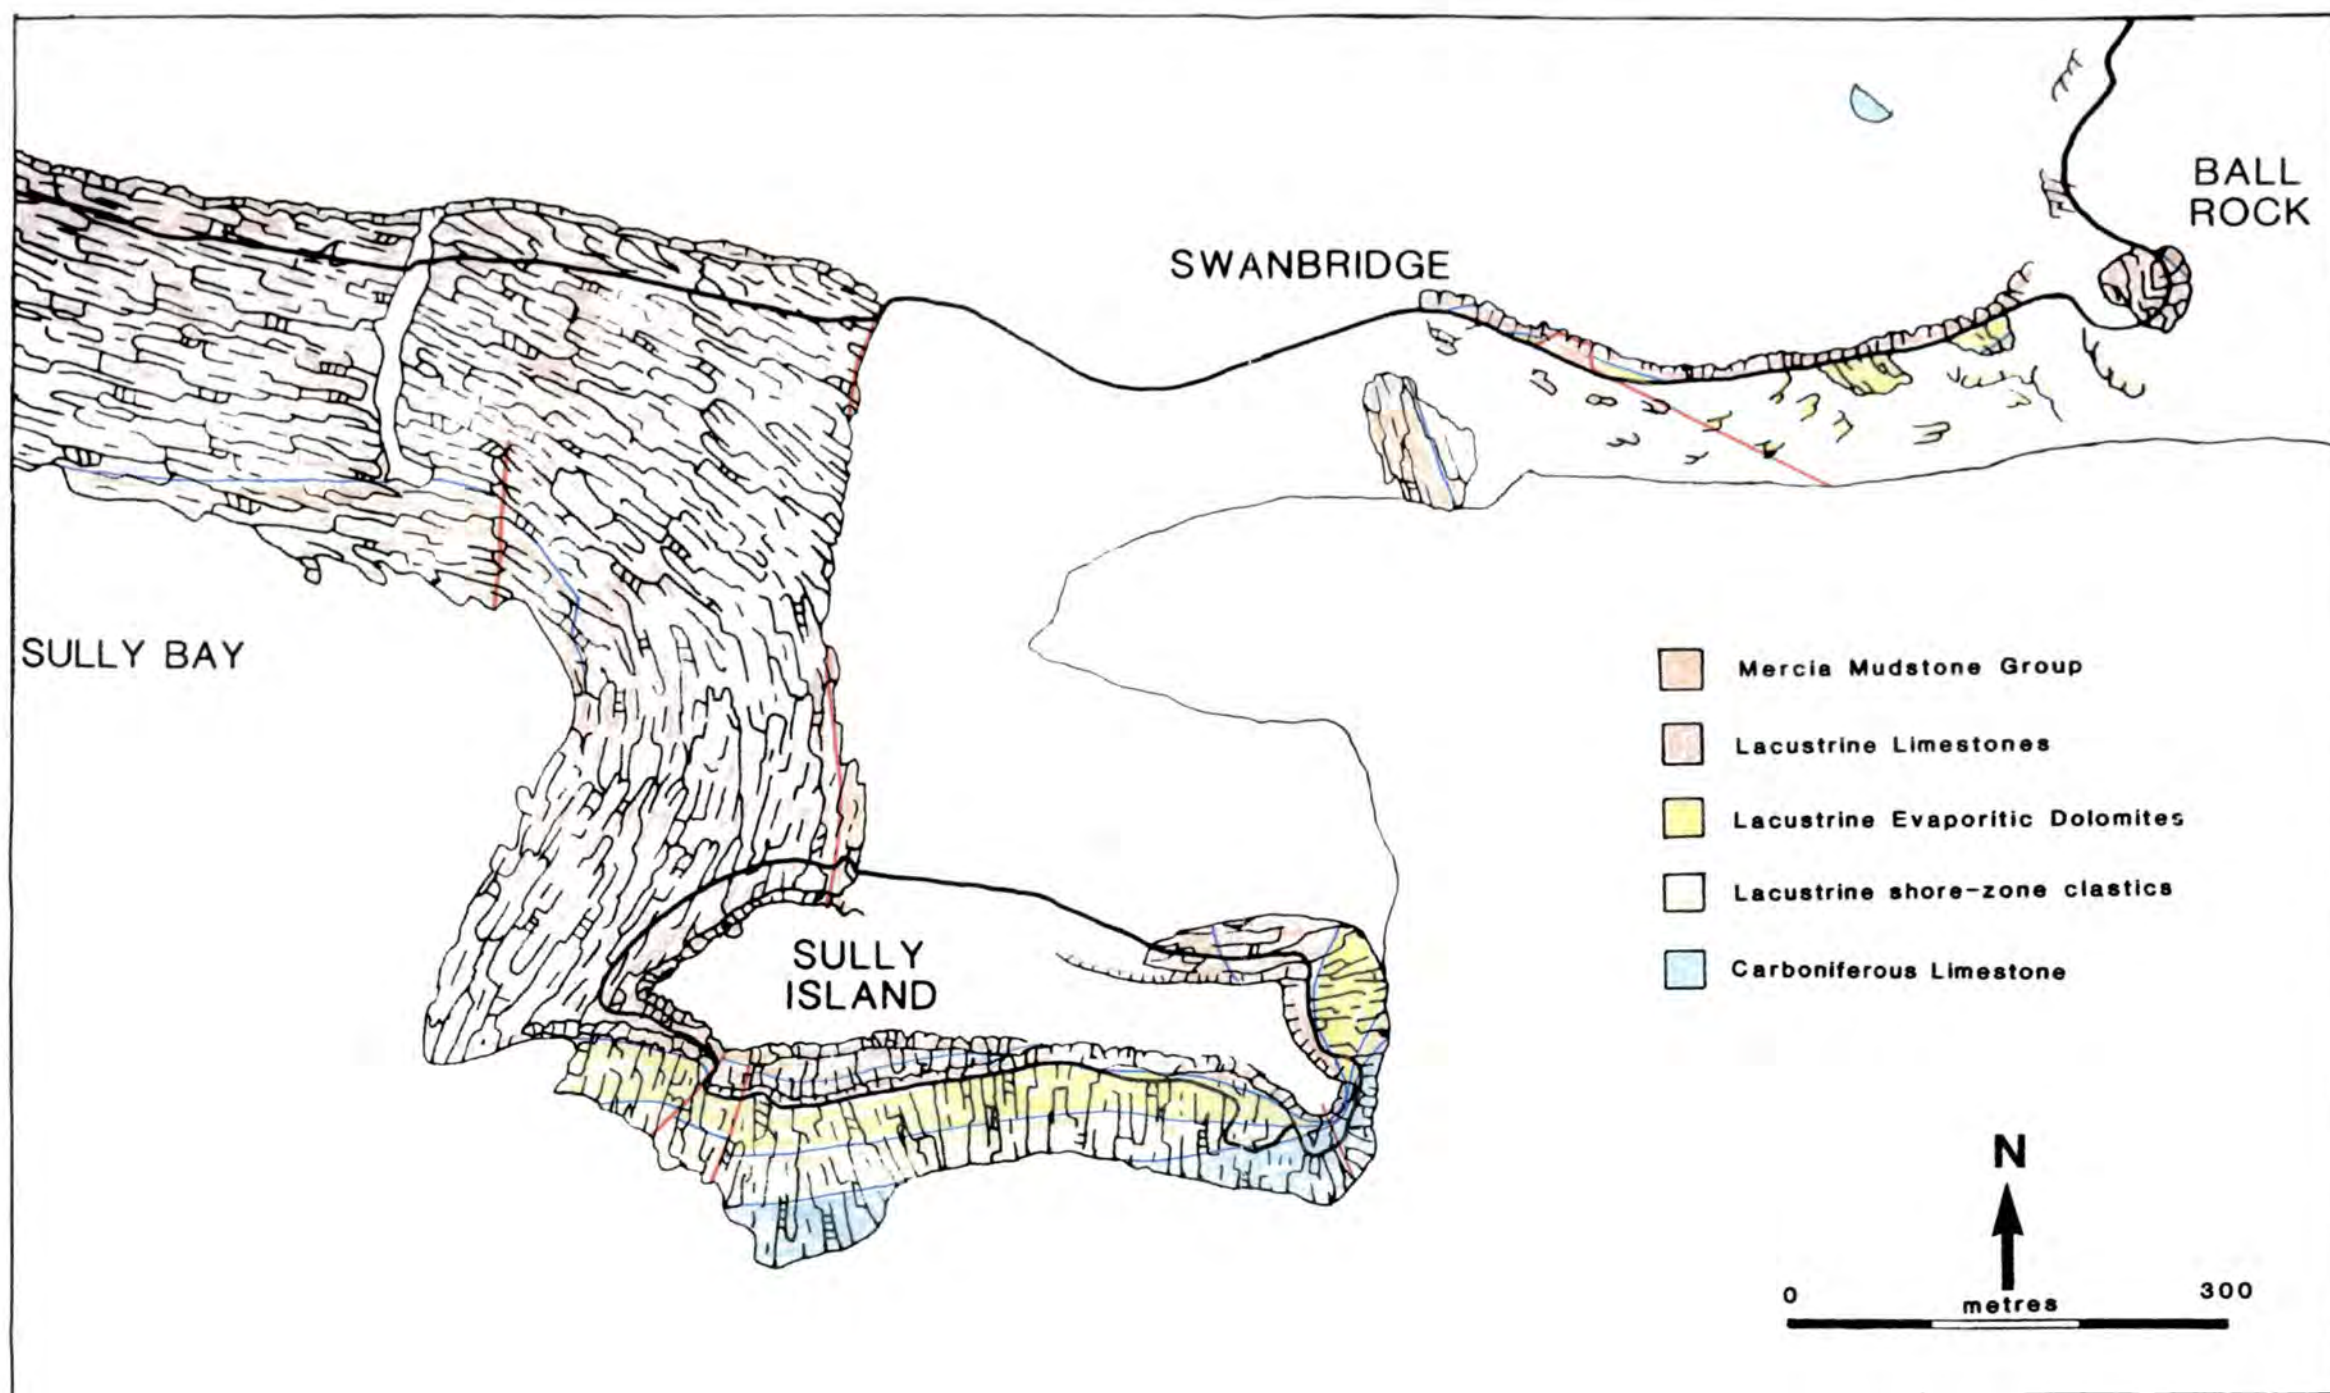 BALL
ROCK
SWANBRIDGE
SULLY BAY
Mercia Mudstone Group
Lacustrine Limestones
Lacustrine Evaporitic Dolomites
Lacustrine shore-zone clastics
Carboniferous Limestone
SULLY
ISLAND
N
0 300
metres